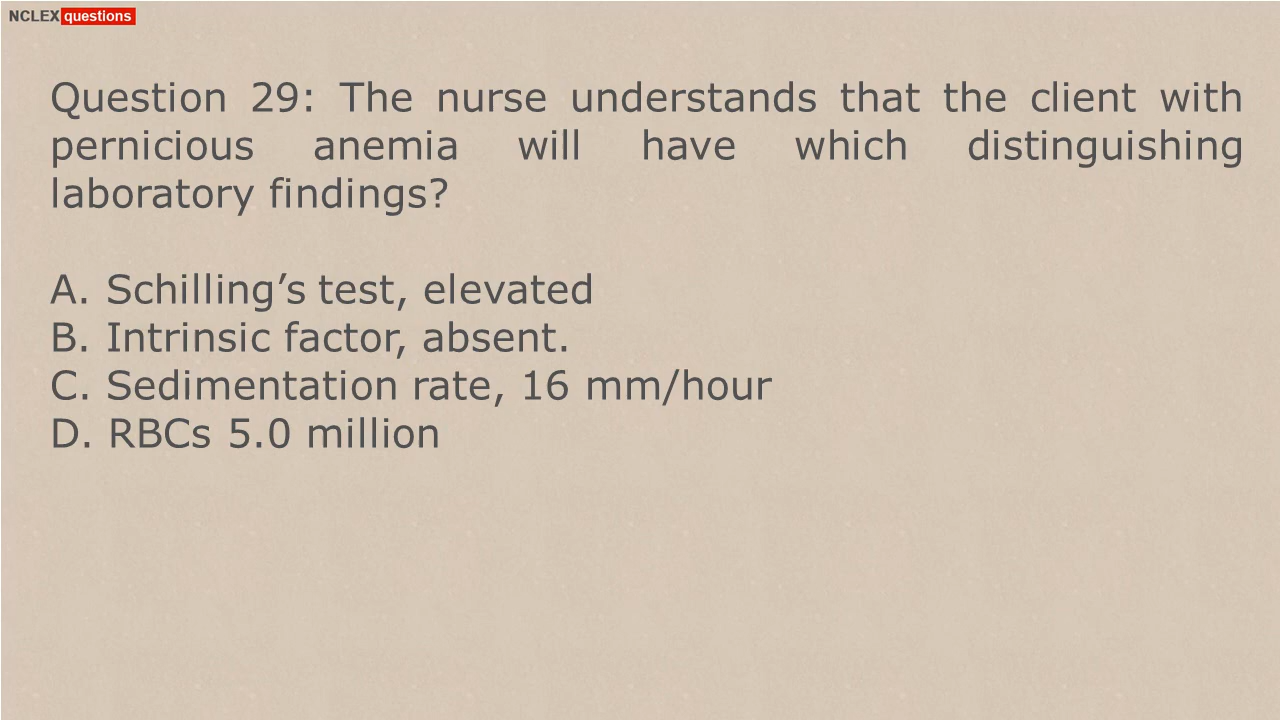 NCLEX questions
Question 29: The nurse understands that the client with
pernicious anemia will have which distinguishing
laboratory findings?
A. Schilling’s test, elevated
B. Intrinsic factor, absent.
C. Sedimentation rate, 16 mm/hour
D. RBCs 5.0 million